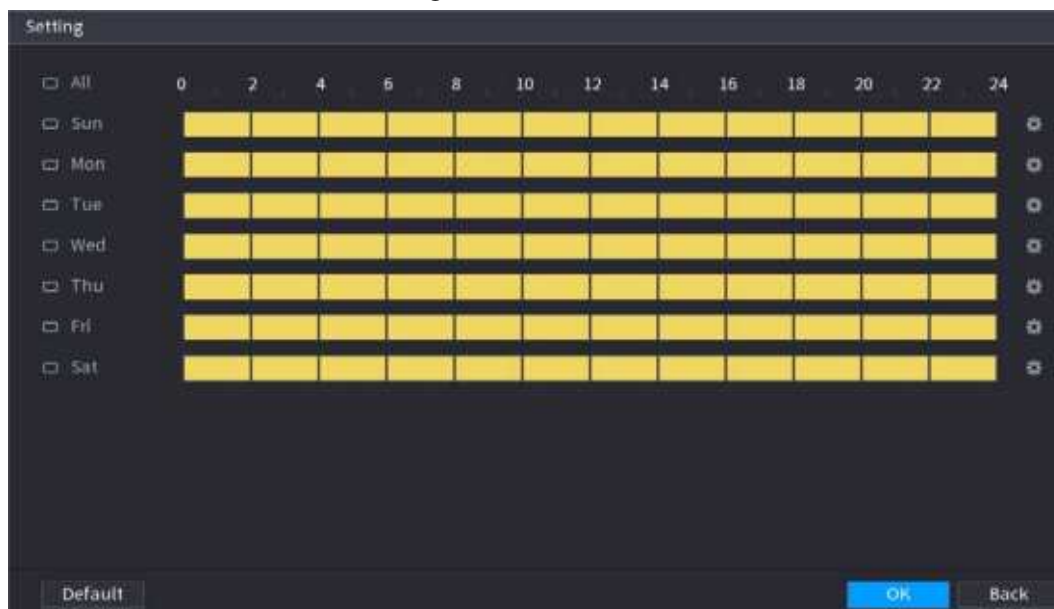 Setting
All 0 2 4 6 8 10 12 14 16 18 20 22 24
Sun
Mon
Tue
Wed
Thu
Fri
Sat
Default OK Back